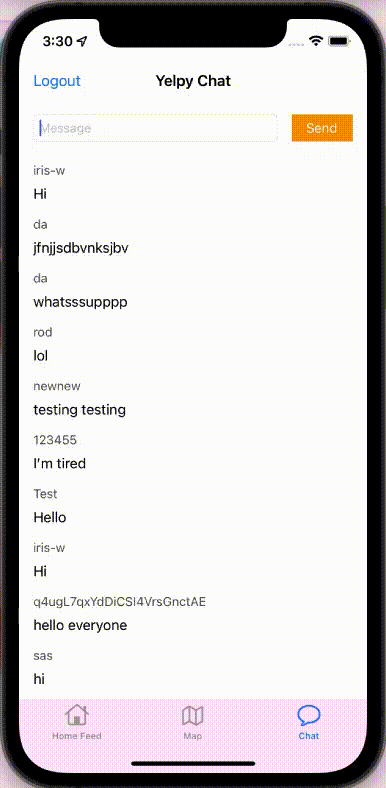 3:30
Logout
Yelpy Chat
Message
Send
iris-w
Hi
da
jfnjjsdbvnksjbv
da
whatsssupppp
rod
lol
newnew
testing testing
123455
I'm tired
Test
Hello
iris-w
Hi
q4ugL7qxYdDiCSI4VrsGnctAE
hello everyone
sas
hi
Home Feed
Map
Chat